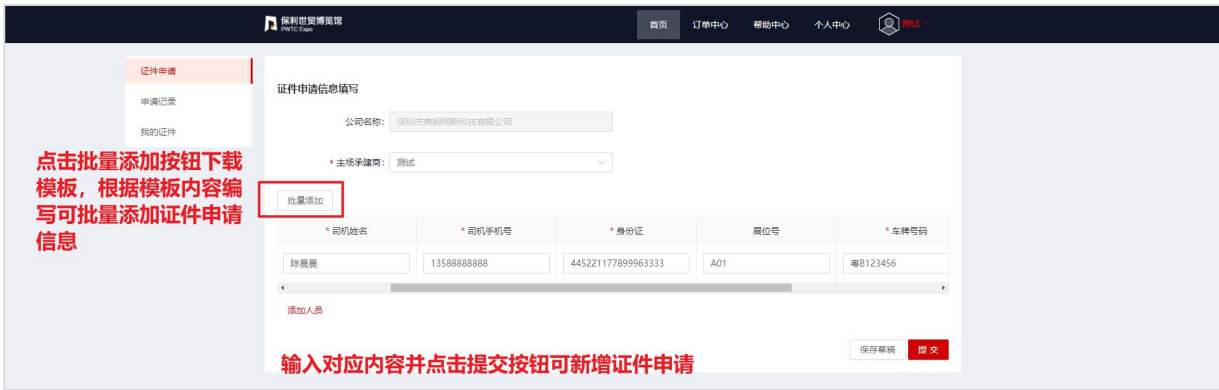 保利世贸博览馆
PWTC Expo
首页 订单中心 帮助中心 个人中心 测试
证件申请
申请记录
我的证件
点击批量添加按钮下载
模板，根据模板内容编
写可批量添加证件申请
信息
证件申请信息填写
公司名称: 深圳市弗朗柯斯科技有限公司
* 主场承建商: 测试
批量添加
* 司机姓名 * 司机手机号 * 身份证 展位号 * 车牌号码
陈晨晨 13588888888 445221177899963333 A01 粤B123456
添加人员
保存草稿 提交
输入对应内容并点击提交按钮可新增证件申请